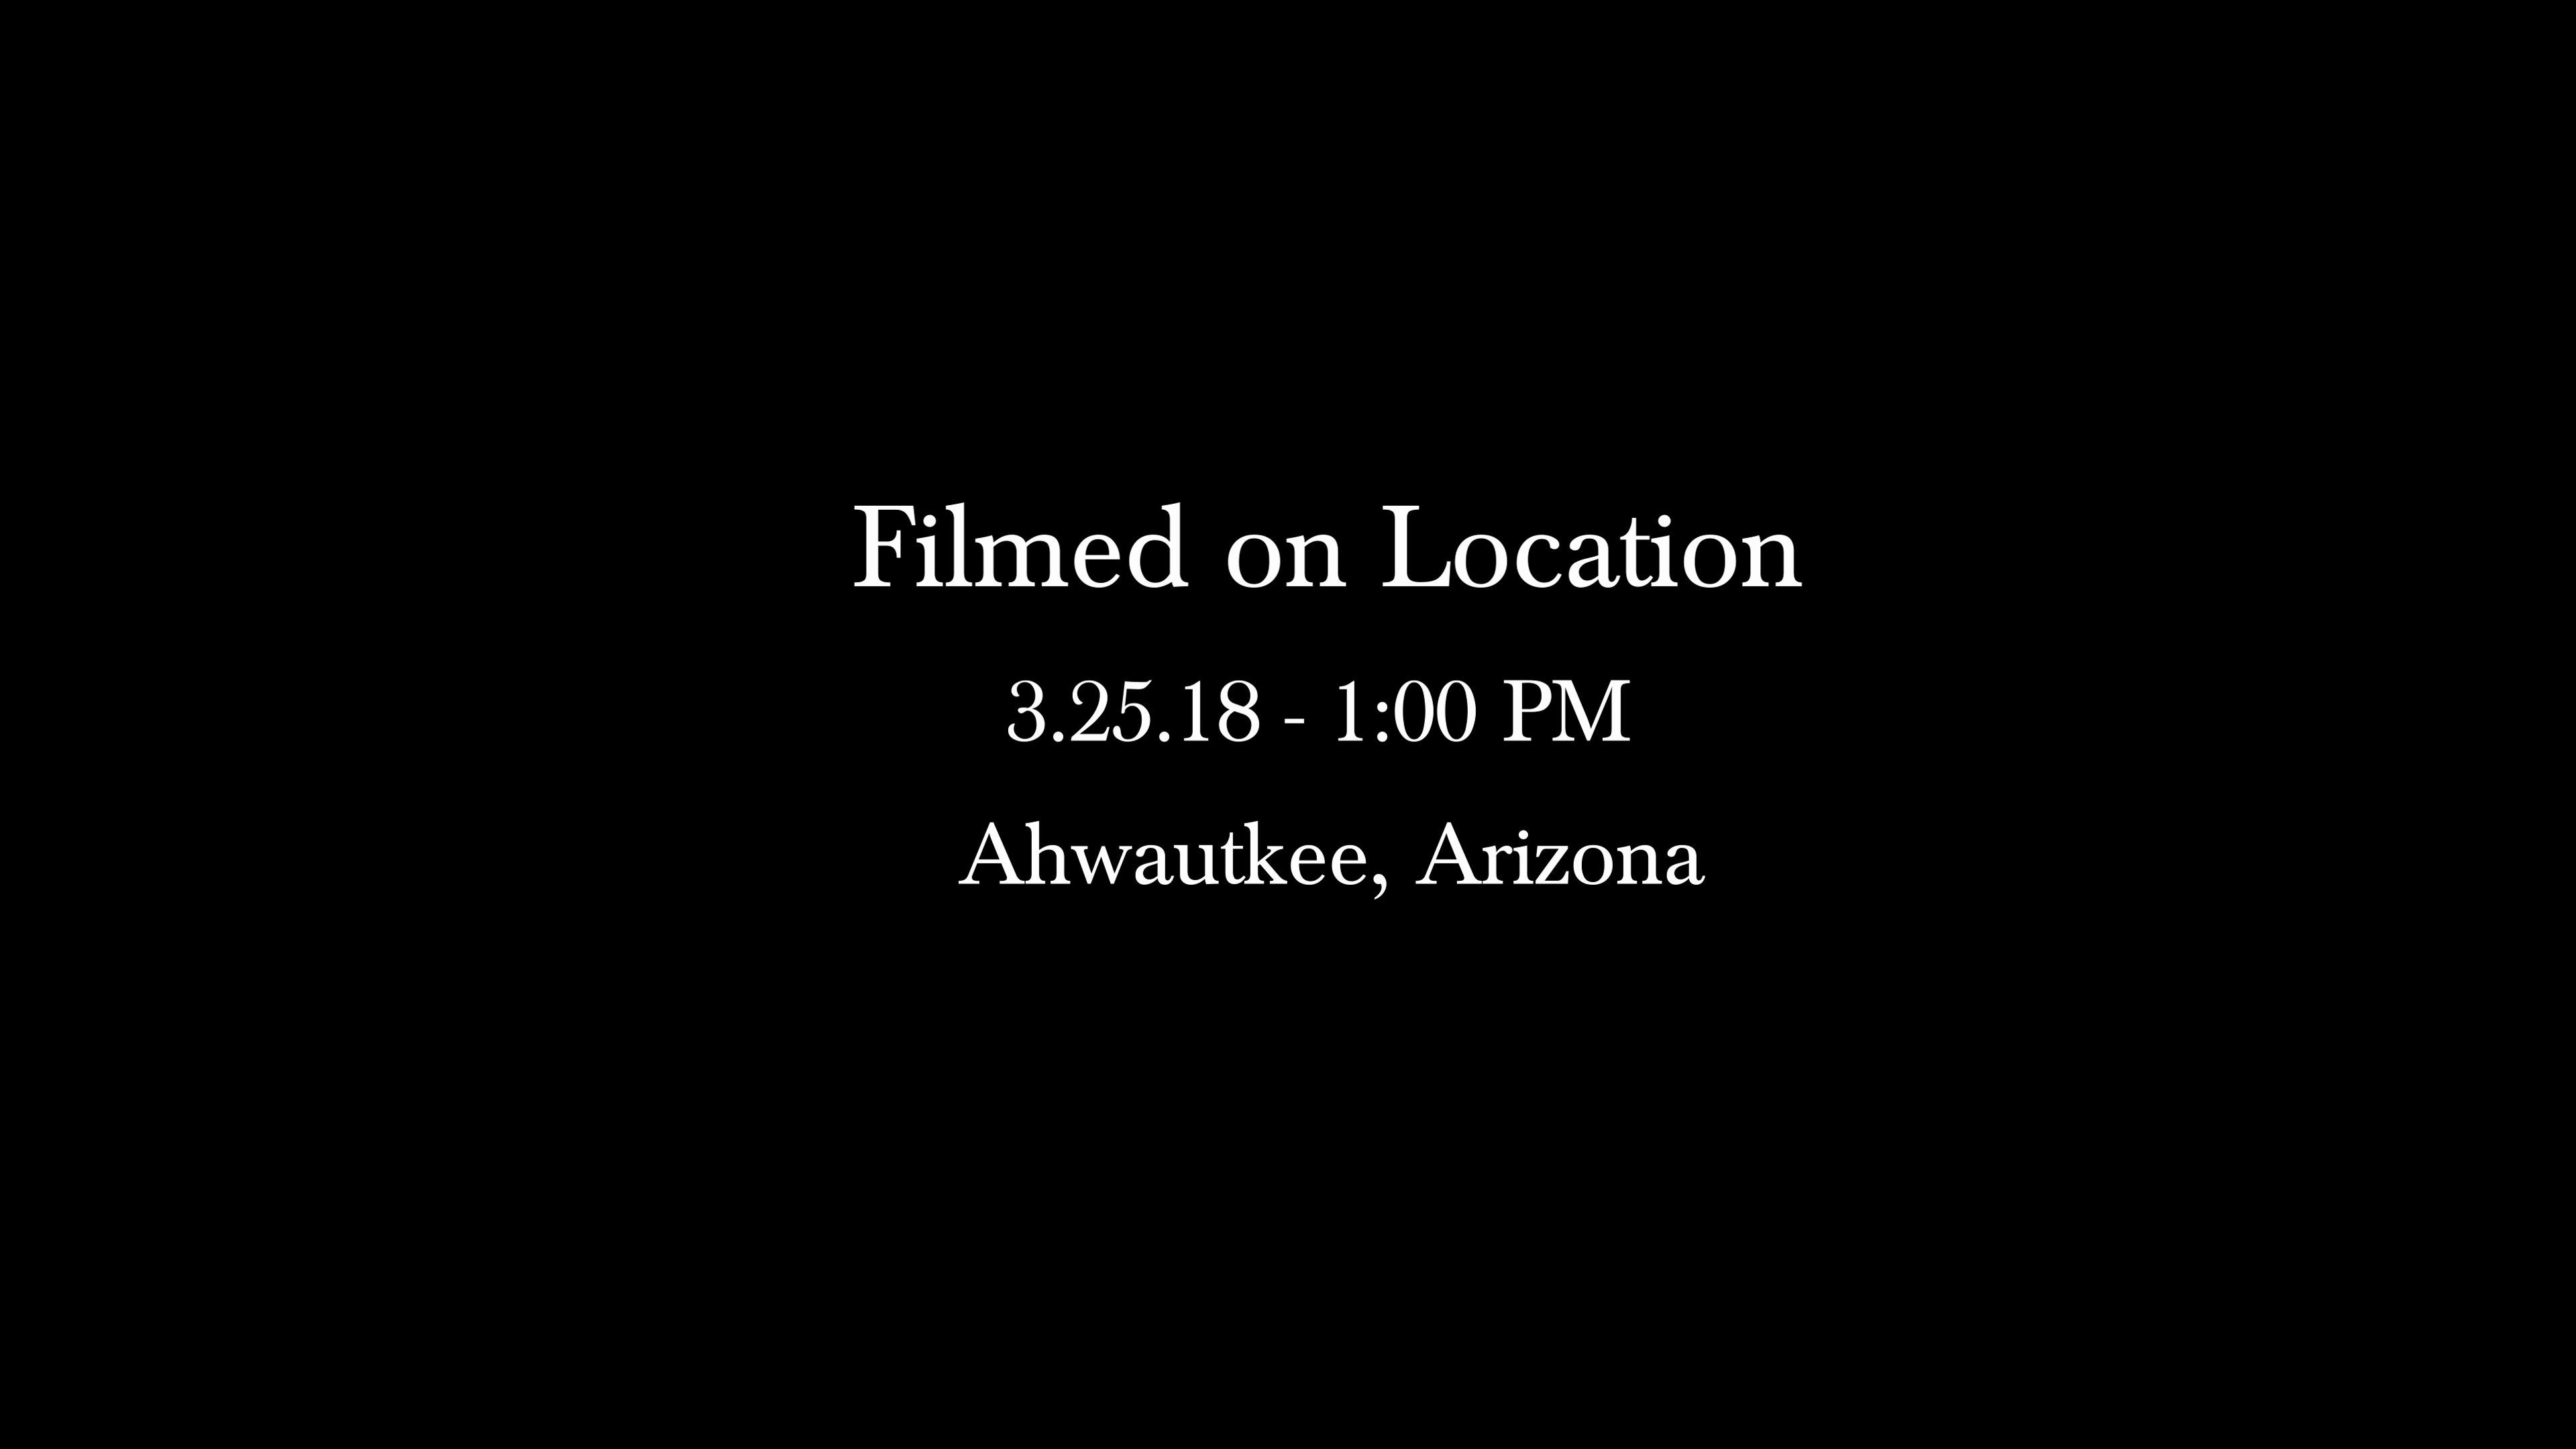 Filmed on Location
3.25.18 - 1:00 PM
Ahwautkee, Arizona